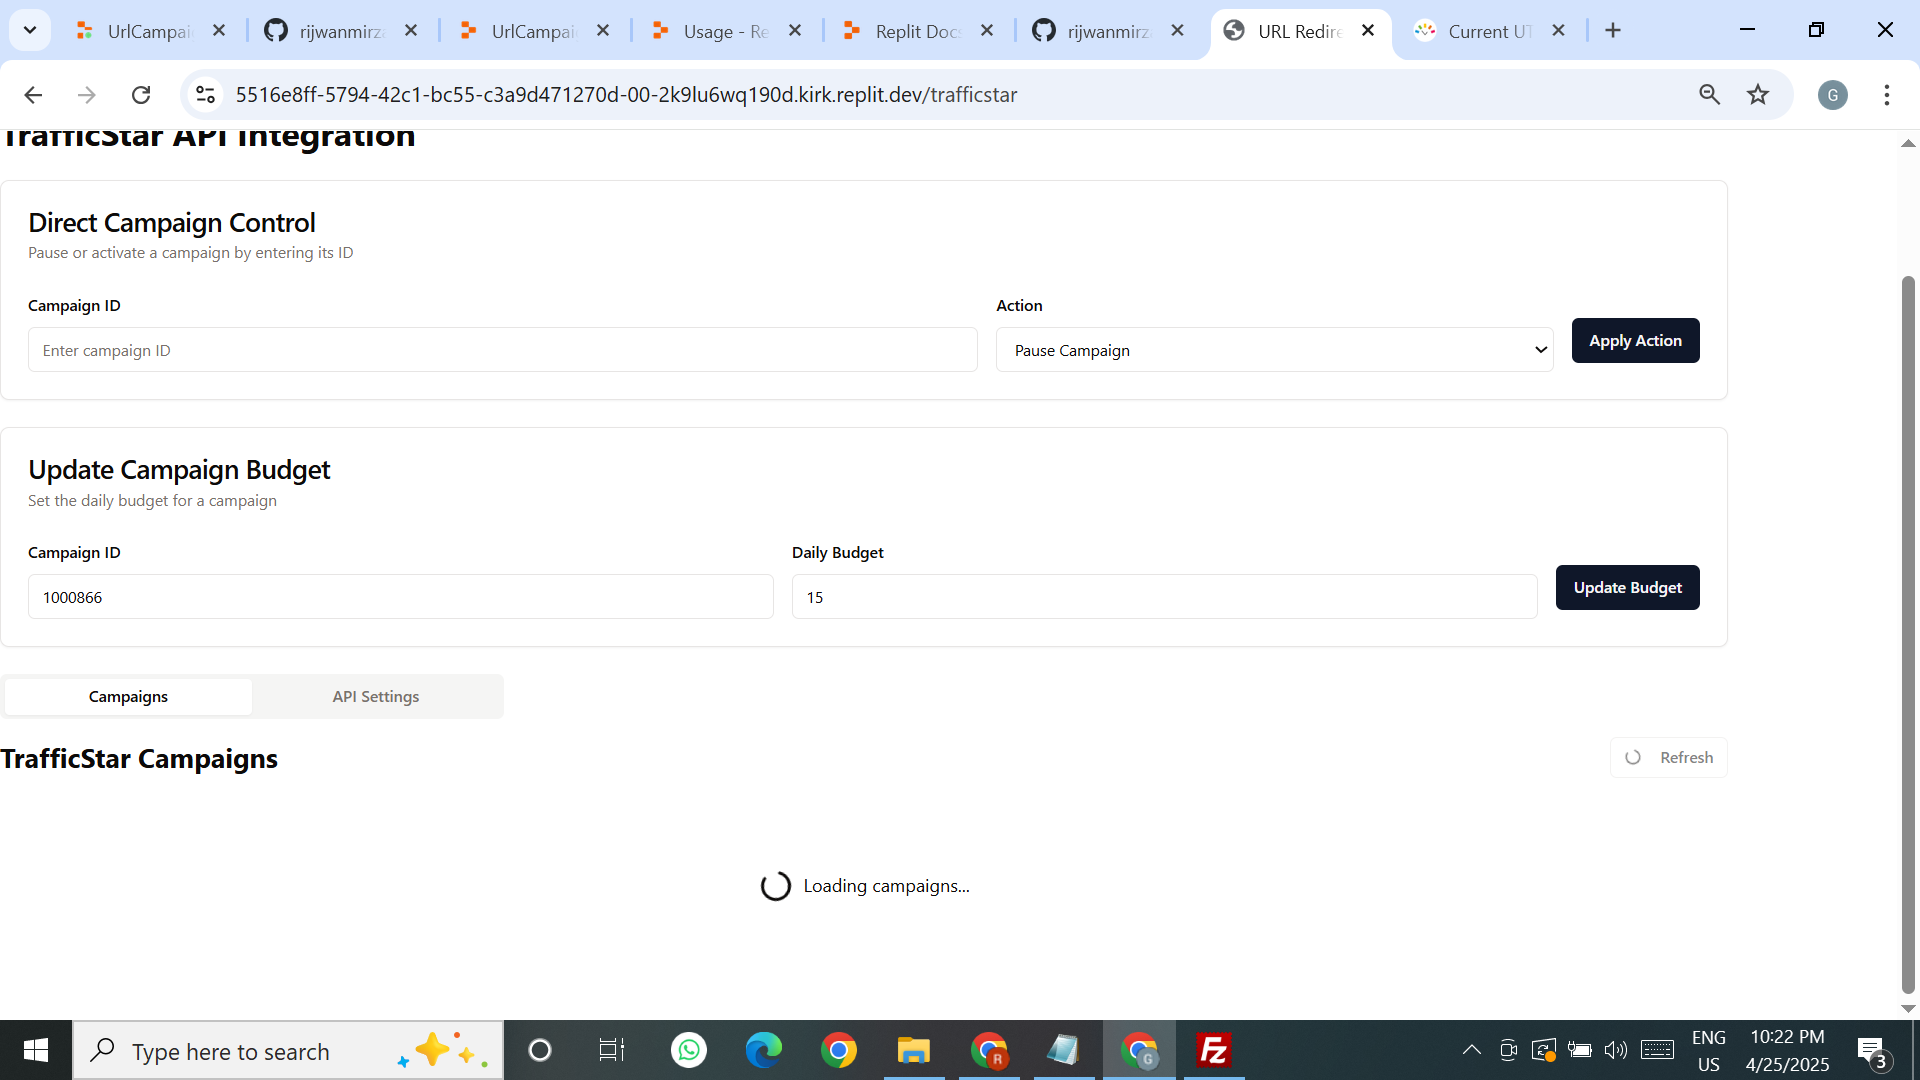 UrlCampai
rijwanmirz
UrlCampai
Usage - Re
Replit Docs
rijwanmirz
URL Redire
Current UT
5516e8ff-5794-42c1-bc55-c3a9d471270d-00-2k9lu6wq190d.kirk.replit.dev/trafficstar
G
TrafficStar API Integration
Direct Campaign Control
Pause or activate a campaign by entering its ID
Campaign ID
Action
Enter campaign ID
Pause Campaign
Apply Action
Update Campaign Budget
Set the daily budget for a campaign
Campaign ID
Daily Budget
1000866
15
Update Budget
Campaigns
API Settings
TrafficStar Campaigns
Refresh
Loading campaigns...
Type here to search
R
G
FZ
ENG
US
10:22 PM
4/25/2025
3